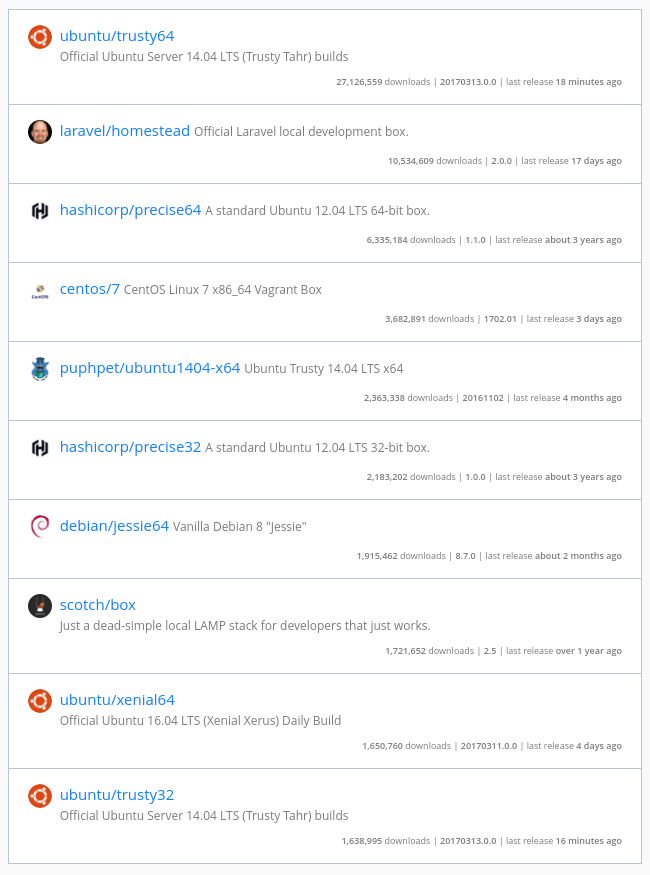 ubuntu/trusty64
Official Ubuntu Server 14.04 LTS (Trusty Tahr) builds
27,126,559 downloads | 20170313.0.0 | last release 18 minutes ago
laravel/homestead Official Laravel local development box.
10,534,609 downloads | 2.0.0 | last release 17 days ago
hashicorp/precise64 A standard Ubuntu 12.04 LTS 64-bit box.
6,335,184 downloads | 1.1.0 | last release about 3 years ago
CentOS
centos/7 CentOS Linux 7 x86_64 Vagrant Box
3,682,891 downloads | 1702.01 | last release 3 days ago
puphpet/ubuntu1404-x64 Ubuntu Trusty 14.04 LTS x64
2,363,338 downloads | 20161102 | last release 4 months ago
hashicorp/precise32 A standard Ubuntu 12.04 LTS 32-bit box.
2,183,202 downloads | 1.0.0 | last release about 3 years ago
debian/jessie64 Vanilla Debian 8 "Jessie"
1,915,462 downloads | 8.7.0 | last release about 2 months ago
scotch/box
Just a dead-simple local LAMP stack for developers that just works.
1,721,652 downloads | 2.5 | last release over 1 year ago
ubuntu/xenial64
Official Ubuntu 16.04 LTS (Xenial Xerus) Daily Build
1,650,760 downloads | 20170311.0.0 | last release 4 days ago
ubuntu/trusty32
Official Ubuntu Server 14.04 LTS (Trusty Tahr) builds
1,638,995 downloads | 20170313.0.0 | last release 16 minutes ago